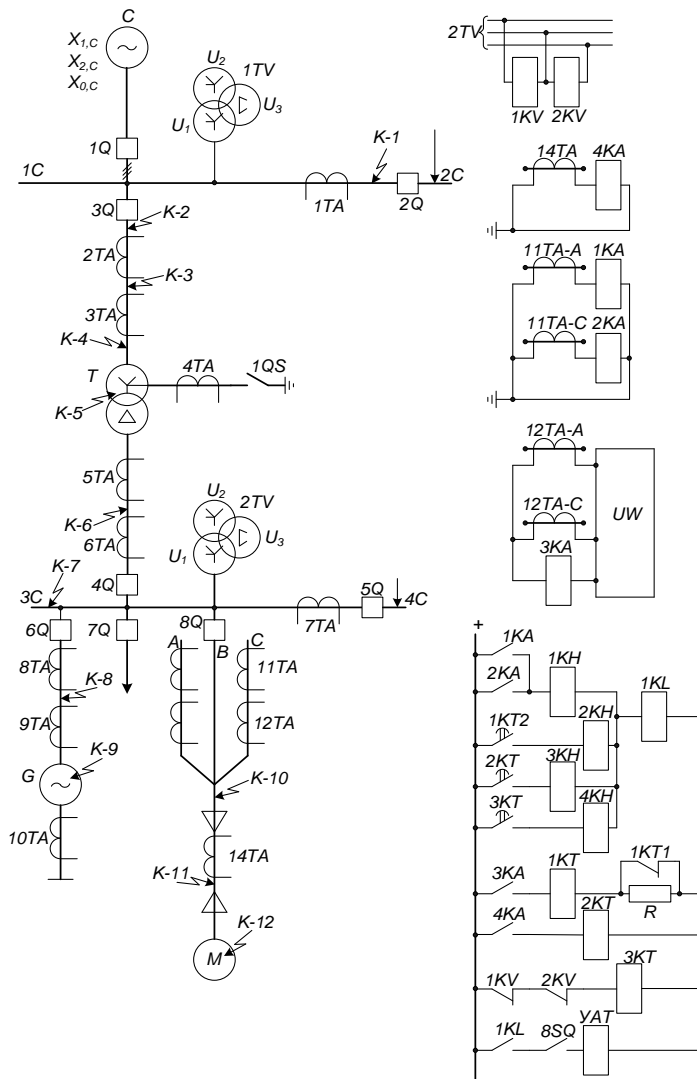 C
X1,C
X2,C
X0,C
U2
1TV
U3
U1
1Q
K-1
1C
2C
1TA
2Q
3Q
K-2
2TA
K-3
3TA
K-4
T
4TA
1QS
K-5
5TA
K-6
6TA
U2
2TV
U3
U1
K-7
4Q
3C
5Q
4C
6Q
7Q
8Q
7TA
A
B
C
8TA
11TA
K-8
9TA
12TA
K-9
G
K-10
10TA
14TA
K-11
K-12
M
2TV
1KV
2KV
14TA
4KA
11TA-A
1KA
11TA-C
2KA
12TA-A
12TA-C
UW
3KA
+
1KA
1KH
2KA
1KL
2KH
1KT2
3KH
2KT
4KH
3KT
1KT1
1KT
3KA
R
2KT
4KA
3KT
1KV
2KV
УАТ
1KL
8SQ